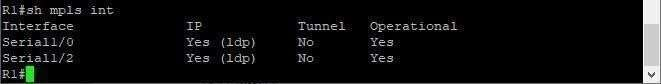 R1#sh mpls int
Interface IP Tunnel Operational
Serial1/0 Yes (ldp) No Yes
Serial1/2 Yes (ldp) No Yes
R1#